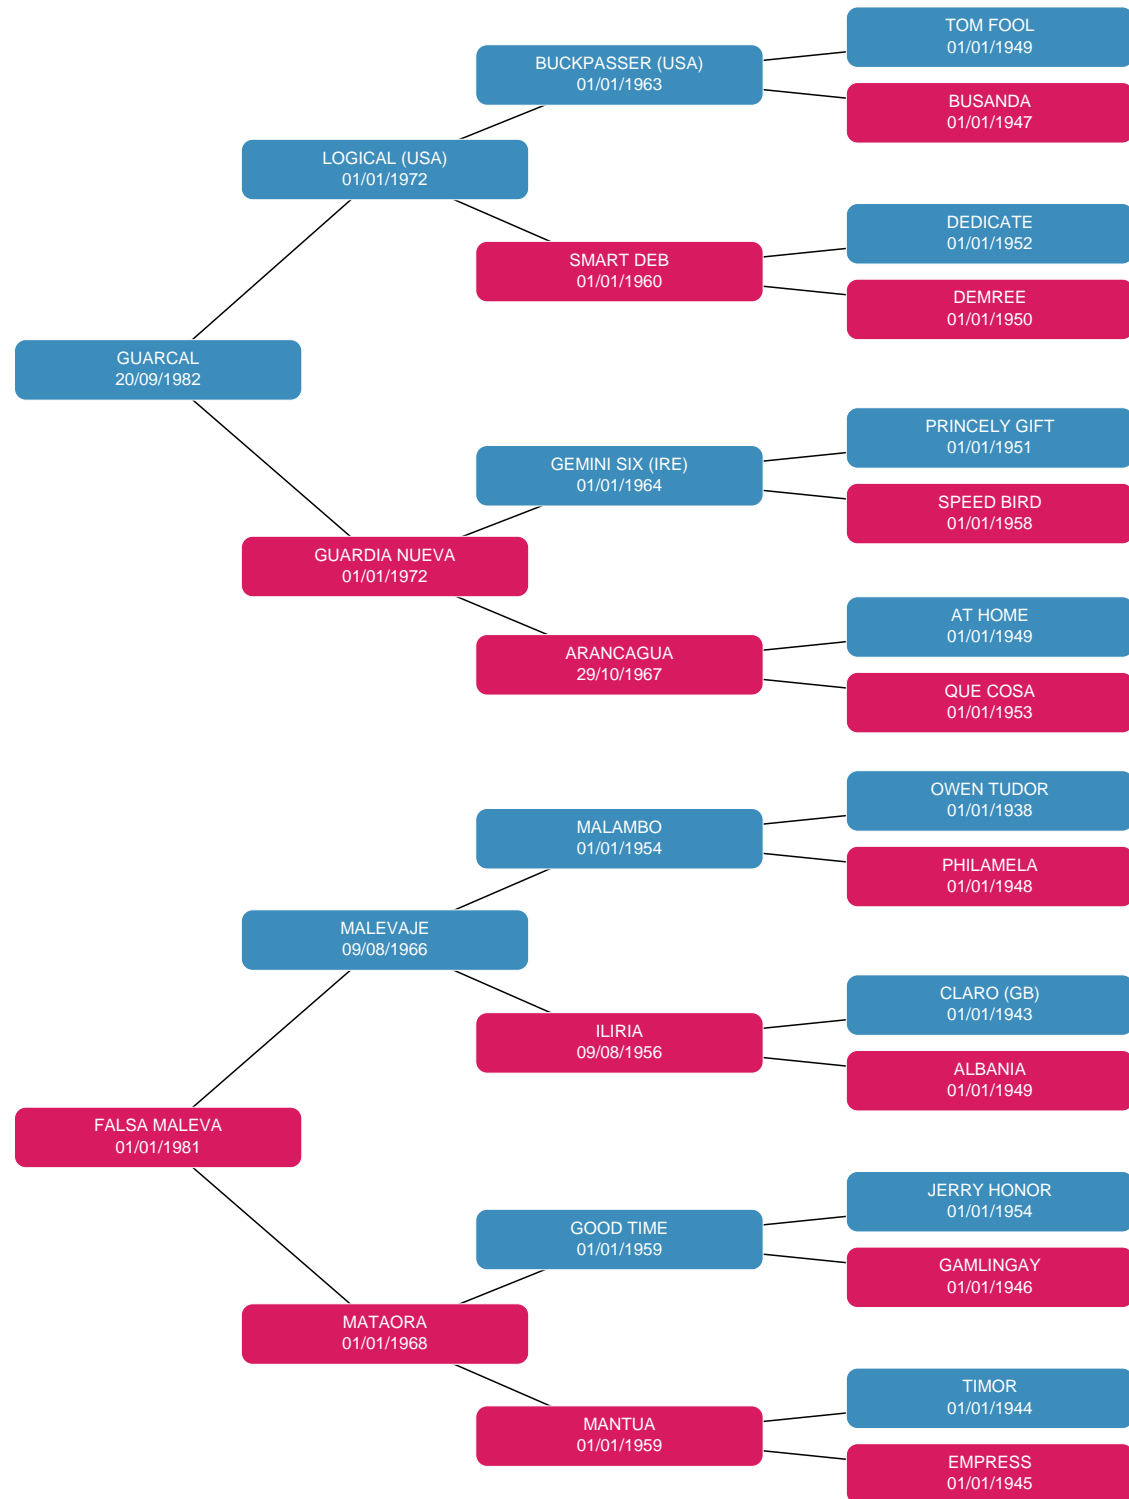 TOM FOOL
01/01/1949
BUCKPASSER (USA)
01/01/1963
BUSANDA
01/01/1947
LOGICAL (USA)
01/01/1972
DEDICATE
01/01/1952
SMART DEB
01/01/1960
DEMREE
01/01/1950
GUARCAL
20/09/1982
PRINCELY GIFT
01/01/1951
GEMINI SIX (IRE)
01/01/1964
SPEED BIRD
01/01/1958
GUARDIA NUEVA
01/01/1972
AT HOME
01/01/1949
ARANCAGUA
29/10/1967
QUE COSA
01/01/1953
OWEN TUDOR
01/01/1938
MALAMBO
01/01/1954
PHILAMELA
01/01/1948
MALEVAJE
09/08/1966
CLARO (GB)
01/01/1943
ILIRIA
09/08/1956
ALBANIA
01/01/1949
FALSA MALEVA
01/01/1981
JERRY HONOR
01/01/1954
GOOD TIME
01/01/1959
GAMLINGAY
01/01/1946
MATAORA
01/01/1968
TIMOR
01/01/1944
MANTUA
01/01/1959
EMPRESS
01/01/1945